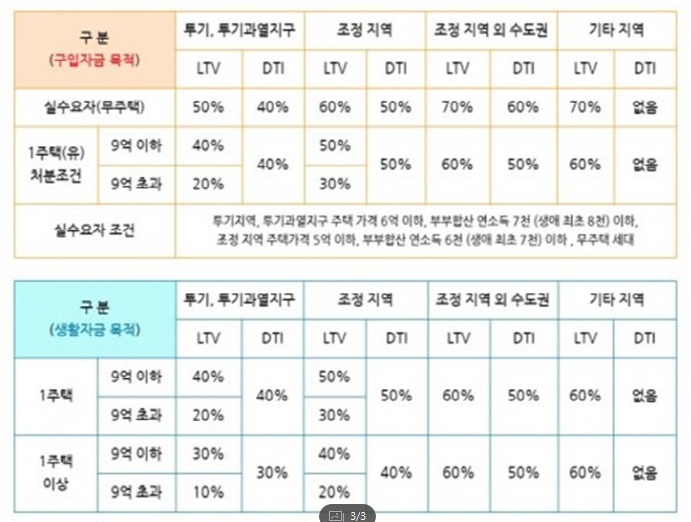 구 분
(구입자금 목적)
투기, 투기과열지구
조정 지역
조정 지역 외 수도권
기타 지역
LTV DTI LTV DTI LTV DTI LTV DTI
실수요자(무주택) 50% 40% 60% 50% 70% 60% 70% 없음
1주택(유)
처분조건
9억 이하 40% 40% 50% 50% 60% 50% 60% 없음
9억 초과 20% 30%
실수요자 조건
투기지역, 투기과열지구 주택 가격 6억 이하, 부부합산 연소득 7천 (생애 최초 8천) 이하,
조정 지역 주택가격 5억 이하, 부부합산 연소득 6천 (생애 최초 7천) 이하 , 무주택 세대
구 분
(생활자금 목적)
투기, 투기과열지구
조정 지역
조정 지역 외 수도권
기타 지역
LTV DTI LTV DTI LTV DTI LTV DTI
1주택
9억 이하 40% 40% 50% 50% 60% 50% 60% 없음
9억 초과 20% 30%
1주택
이상
9억 이하 30% 30% 40% 40% 60% 50% 60% 없음
9억 초과 10% 20%
3/3